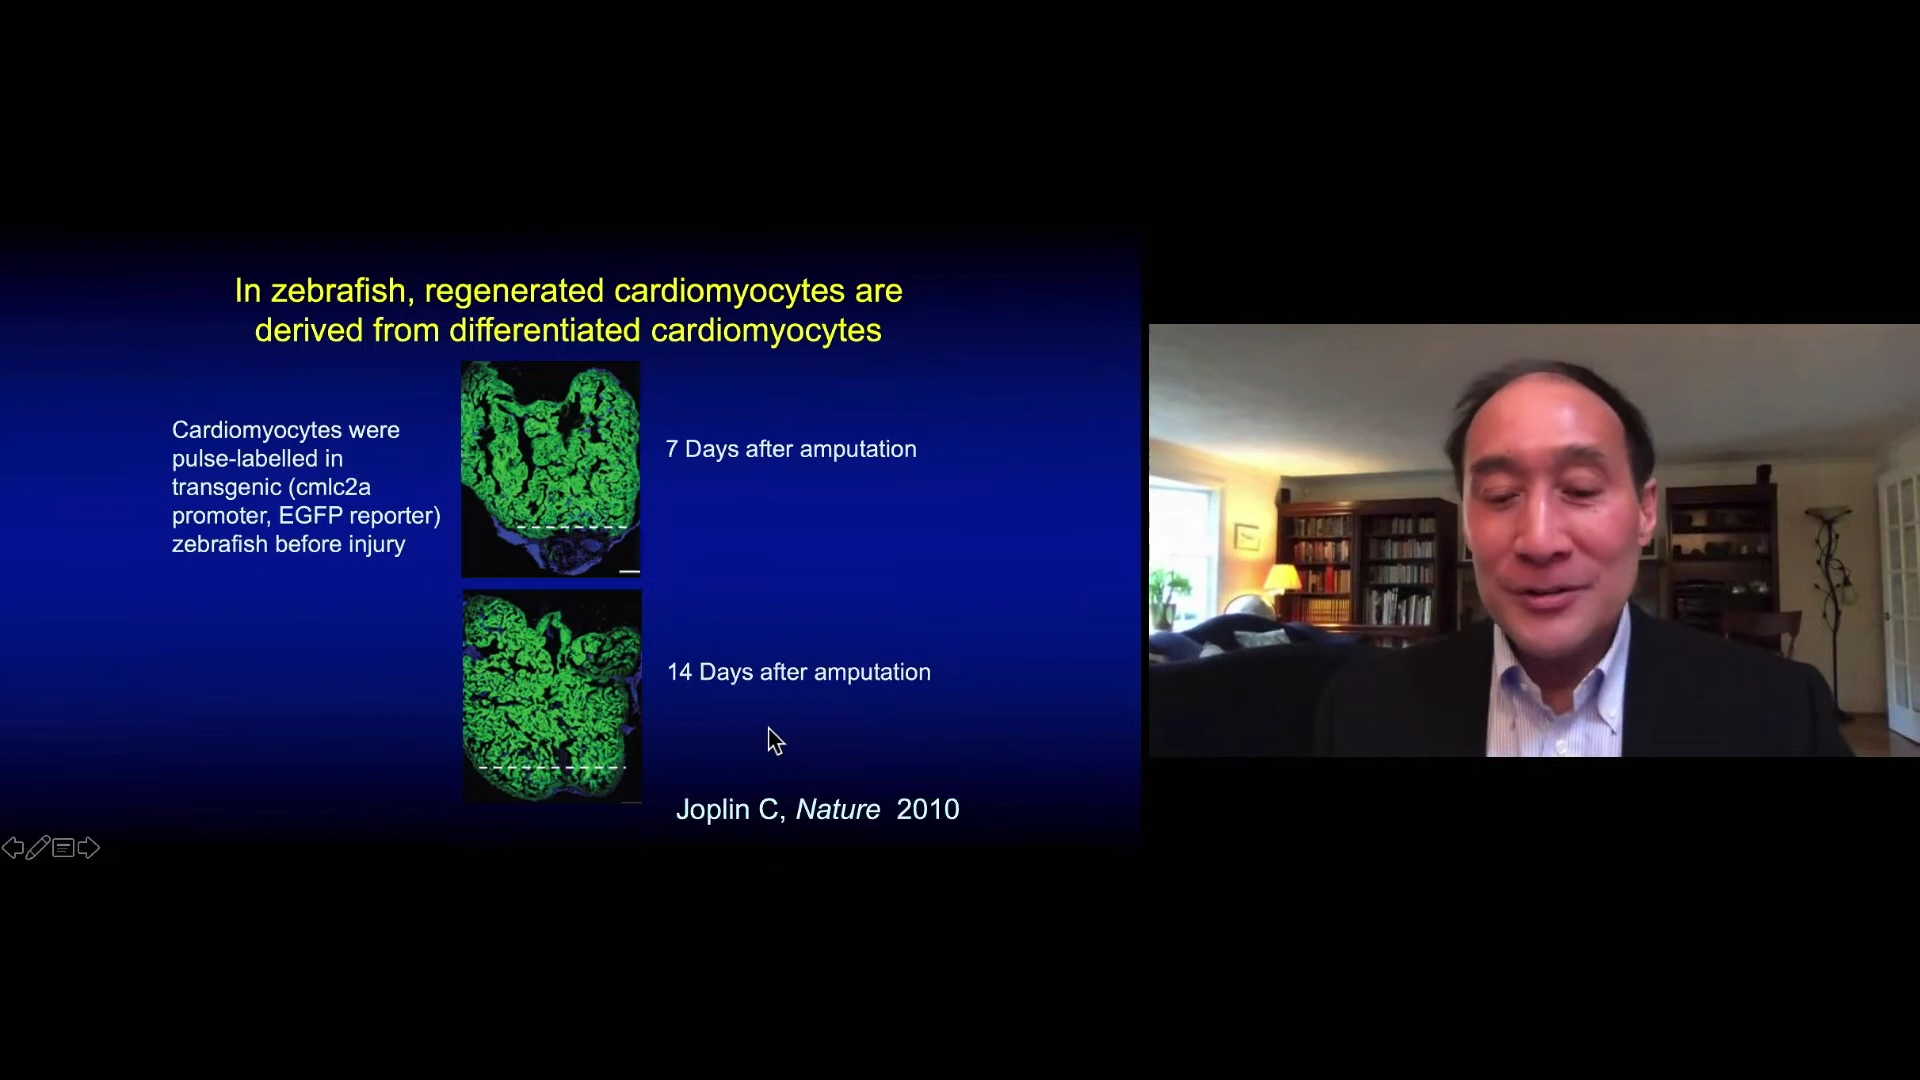 In zebrafish, regenerated cardiomyocytes are
derived from differentiated cardiomyocytes
Cardiomyocytes were
pulse-labelled in
transgenic (cmlc2a
promoter, EGFP reporter)
zebrafish before injury
7 Days after amputation
14 Days after amputation
Joplin C, Nature 2010